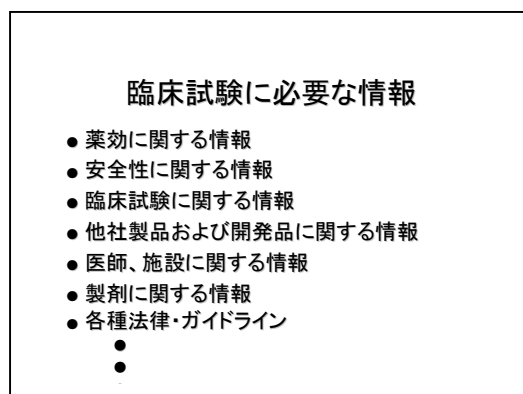 臨床試験に必要な情報
● 薬効に関する情報
● 安全性に関する情報
● 臨床試験に関する情報
● 他社製品および開発品に関する情報
● 医師、施設に関する情報
● 製剤に関する情報
● 各種法律・ガイドライン
●
●